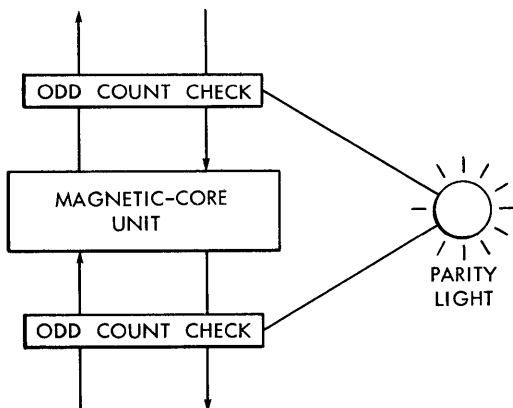 ODD COUNT CHECK
MAGNETIC-CORE
UNIT
PARITY
LIGHT
ODD COUNT CHECK